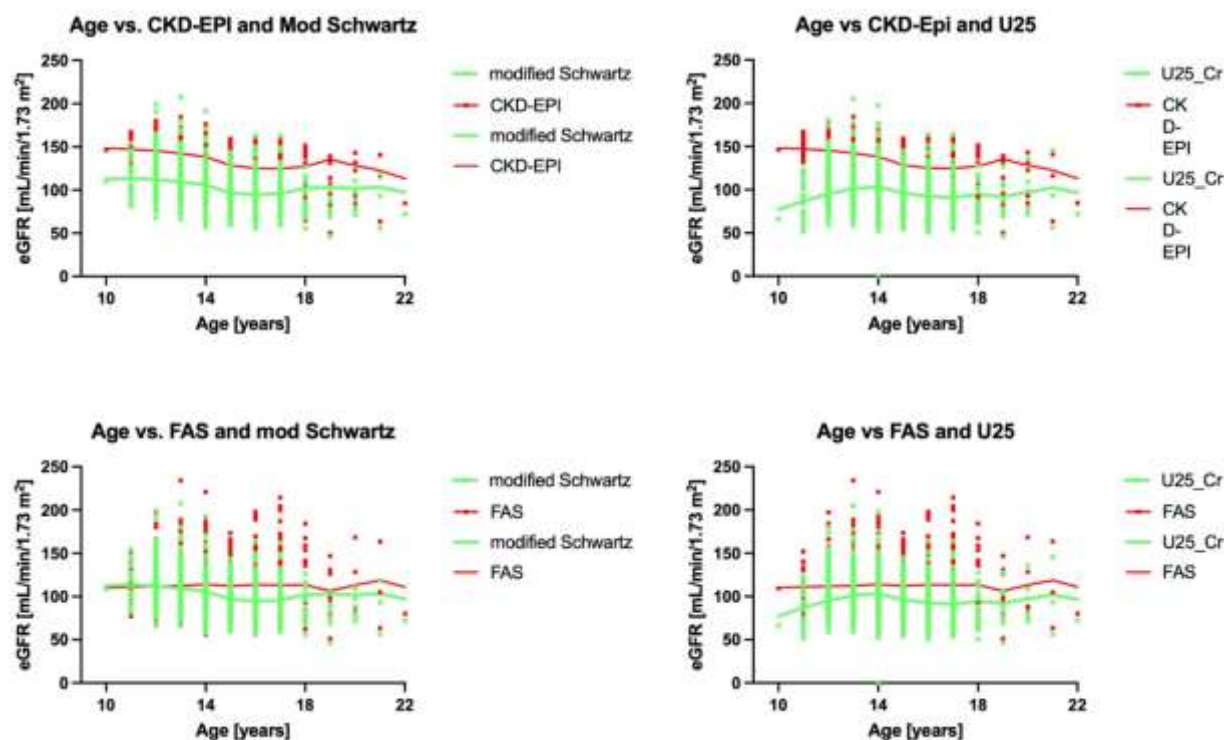 Age vs. CKD-EPI and Mod Schwartz
eGFR [mL/min/1.73 m²]
250
200
150
100
50
0
10 14 18 22
Age [years]
modified Schwartz
CKD-EPI
modified Schwartz
CKD-EPI
Age vs CKD-Epi and U25
eGFR [mL/min/1.73 m²]
250
200
150
100
50
0
10 14 18 22
Age [years]
U25_Cr
CK
D-
EPI
U25_Cr
CK
D-
EPI
Age vs. FAS and mod Schwartz
eGFR [mL/min/1.73 m²]
250
200
150
100
50
0
10 14 18 22
Age [years]
modified Schwartz
FAS
modified Schwartz
FAS
Age vs FAS and U25
eGFR [mL/min/1.73 m²]
250
200
150
100
50
0
10 14 18 22
Age [years]
U25_Cr
FAS
U25_Cr
FAS